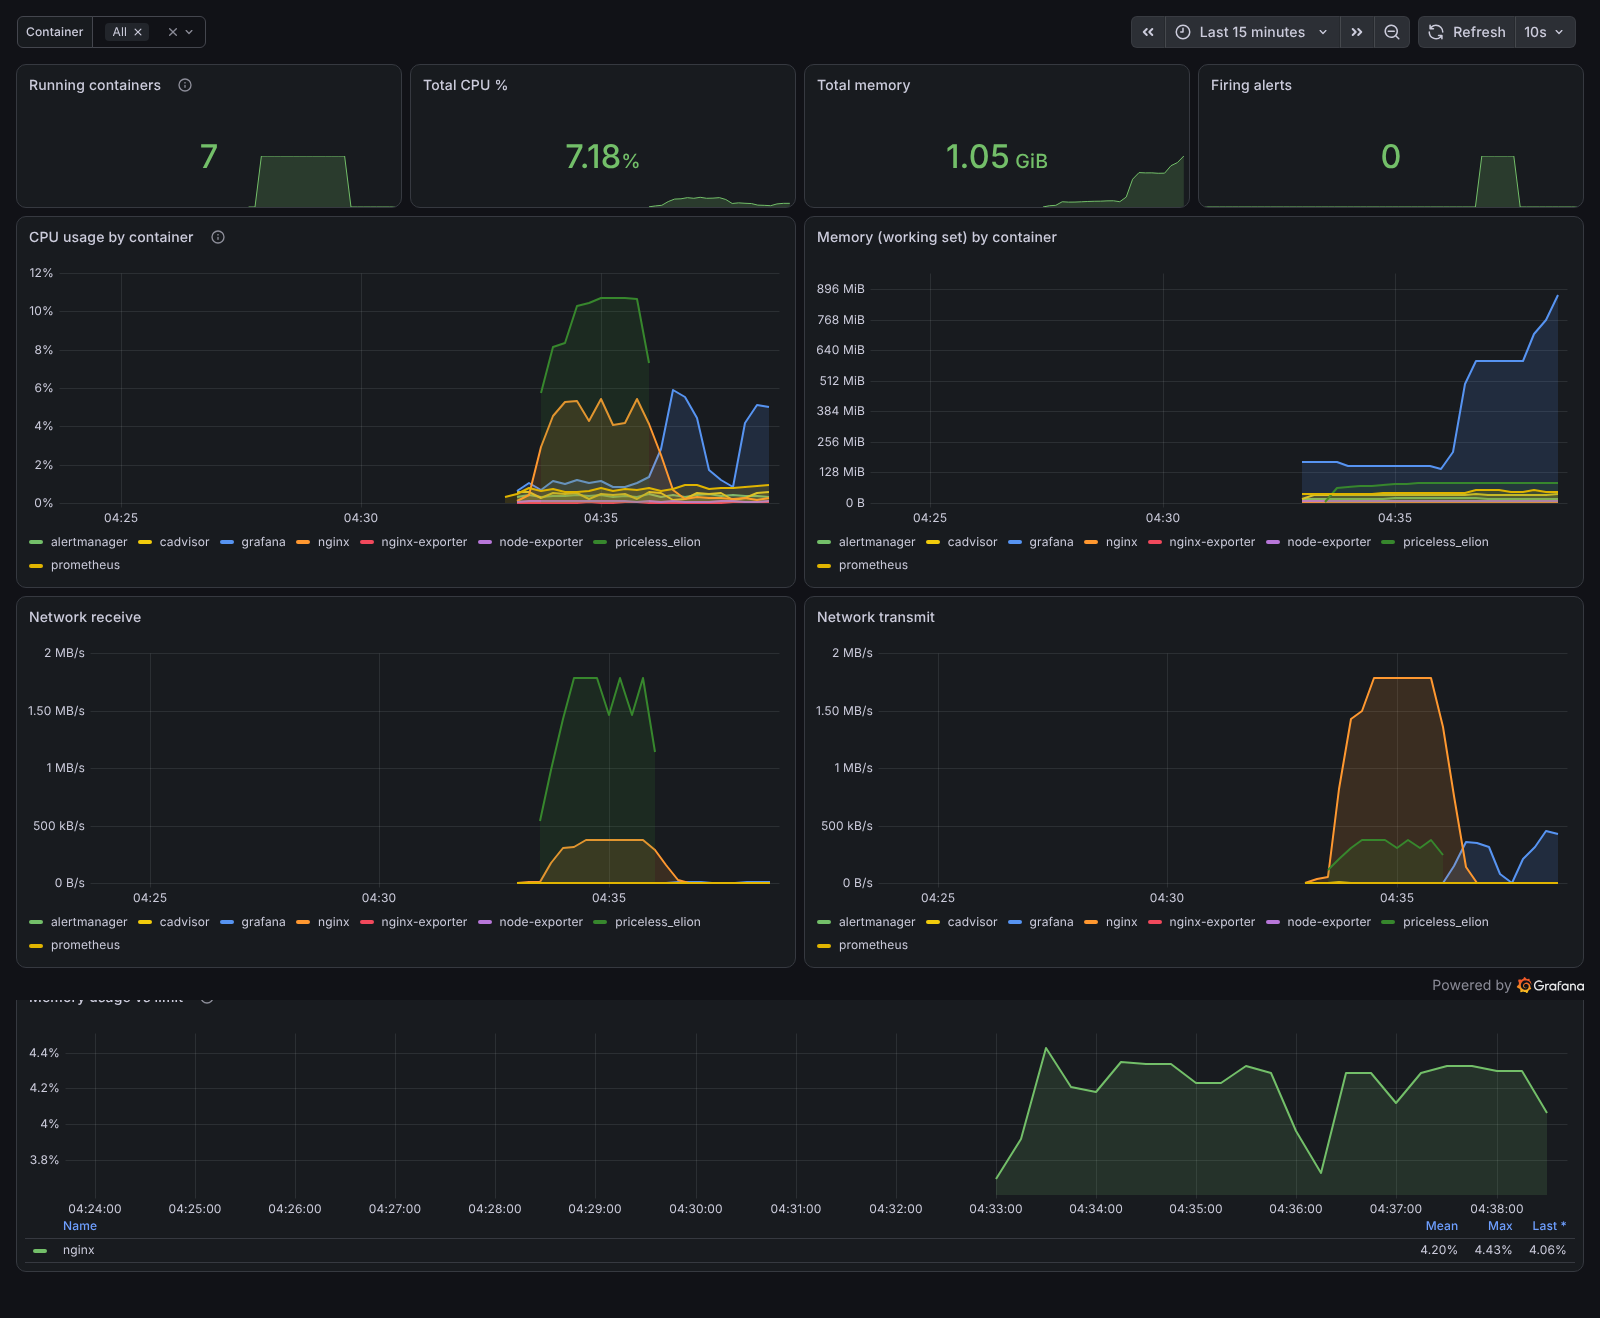 Container All
Last 15 minutes Refresh 10s
Running containers
7
Total CPU %
7.18%
Total memory
1.05 GiB
Firing alerts
0
CPU usage by container
12%
10%
8%
6%
4%
2%
0%
04:25 04:30 04:35
alertmanager cadvisor grafana nginx nginx-exporter node-exporter priceless_elion
prometheus
Memory (working set) by container
896 MiB
768 MiB
640 MiB
512 MiB
384 MiB
256 MiB
128 MiB
0 B
04:25 04:30 04:35
alertmanager cadvisor grafana nginx nginx-exporter node-exporter priceless_elion
prometheus
Network receive
2 MB/s
1.50 MB/s
1 MB/s
500 kB/s
0 B/s
04:25 04:30 04:35
alertmanager cadvisor grafana nginx nginx-exporter node-exporter priceless_elion
prometheus
Network transmit
2 MB/s
1.50 MB/s
1 MB/s
500 kB/s
0 B/s
04:25 04:30 04:35
alertmanager cadvisor grafana nginx nginx-exporter node-exporter priceless_elion
prometheus
Powered by Grafana
Memory usage vs limit
4.4%
4.2%
4%
3.8%
04:24:00 04:25:00 04:26:00 04:27:00 04:28:00 04:29:00 04:30:00 04:31:00 04:32:00 04:33:00 04:34:00 04:35:00 04:36:00 04:37:00 04:38:00
Name Mean Max Last *
nginx 4.20% 4.43% 4.06%